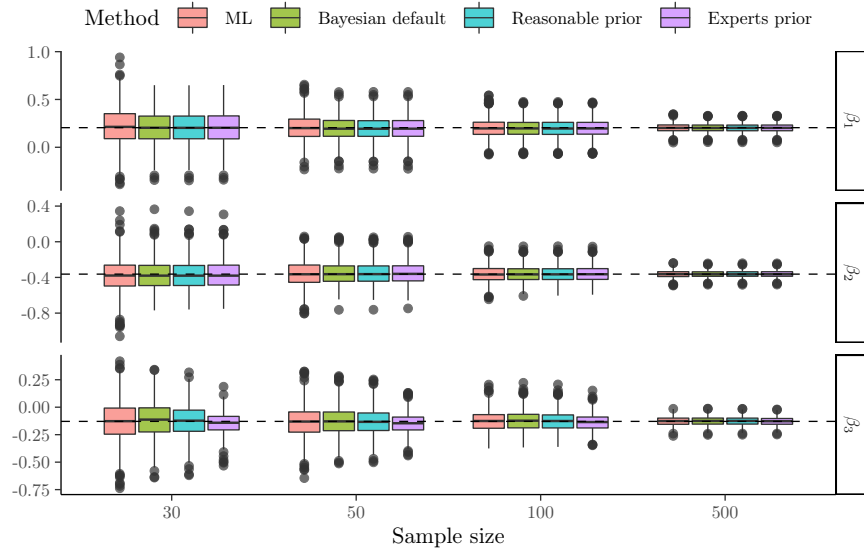 Method ML Bayesian default Reasonable prior Experts prior
1.0
0.5
0.0
β1
0.4
0.0
-0.4
-0.8
β2
0.25
0.00
-0.25
-0.50
-0.75
β3
30 50 100 500
Sample size